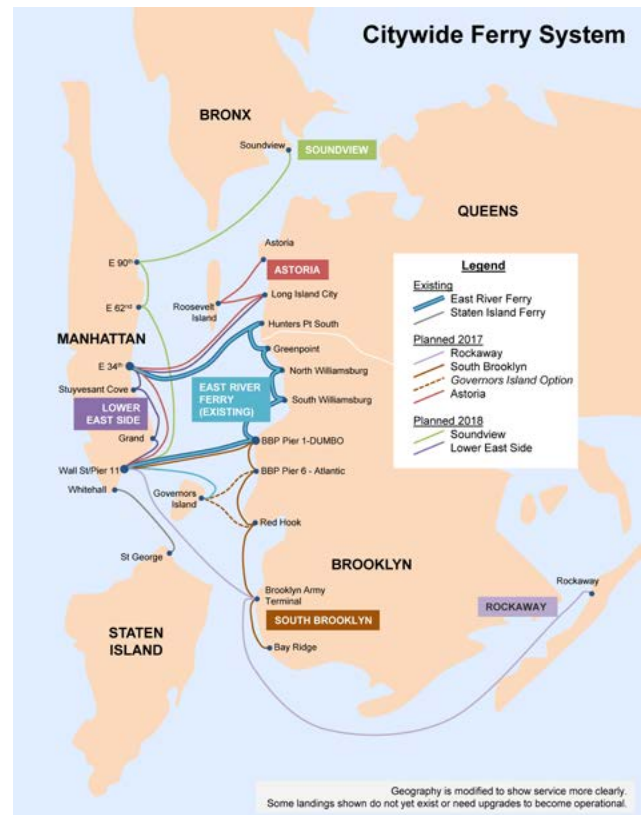 Citywide Ferry System
BRONX
Soundview
SOUNDVIEW
QUEENS
E 90th
Astoria
ASTORIA
E 62nd
Roosevelt
Island
Long Island City
Hunters Pt South
MANHATTAN
E 34th
Greenpoint
Stuyvesant Cove
North Williamsburg
LOWER
EAST SIDE
EAST RIVER
FERRY
(EXISTING)
South Williamsburg
Grand
BBP Pier 1-DUMBO
Wall St/Pier 11
BBP Pier 6 - Atlantic
Whitehall
Governors
Island
Red Hook
St George
BROOKLYN
Brooklyn Army
Terminal
Rockaway
ROCKAWAY
SOUTH BROOKLYN
STATEN
ISLAND
Bay Ridge
Legend
Existing
East River Ferry
Staten Island Ferry
Planned 2017
Rockaway
South Brooklyn
Governors Island Option
Astoria
Planned 2018
Soundview
Lower East Side
Geography is modified to show service more clearly.
Some landings shown do not yet exist or need upgrades to become operational.